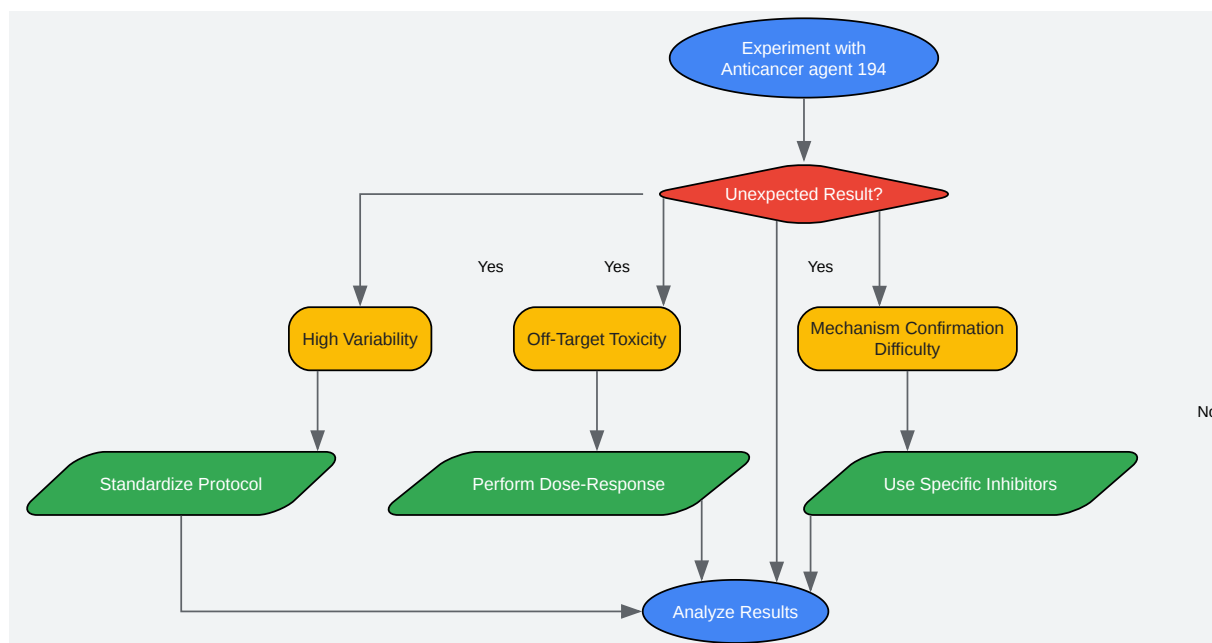 Experiment with
Anticancer agent 194
Unexpected Result?
Yes
Yes
Yes
High Variability
Off-Target Toxicity
Mechanism Confirmation
Difficulty
No
Standardize Protocol
Perform Dose-Response
Use Specific Inhibitors
Analyze Results